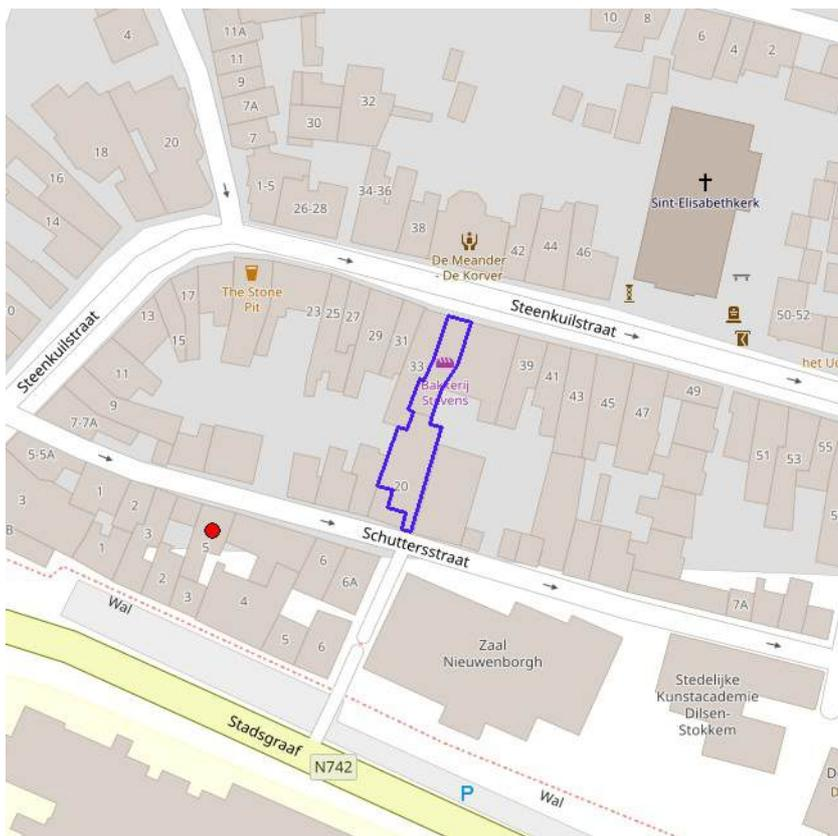 10
8
4
11A
6
4
2
11
9
7A
32
30
20
18
7
16
1-5
34-36
14
26-28
38
Sint-Elisabethkerk
De Meander
- De Korver
42
44
46
The Stone
Pit
Steenkuilstraat
50-52
17
13
15
23
25
27
29
31
33
Bakkerij
Stevens
39
41
43
45
47
49
Steenkuilstraat
11
9
7-7A
5-5A
51
53
55
20
3
1
2
3
5
1
2
3
4
5
6
6
6A
Schuttersstraat
7A
Wal
Zaal
Nieuwenborgh
Stedelijke
Kunstacademie
Dilsen-
Stokkem
Stadsgraaf
N742
P
Wal